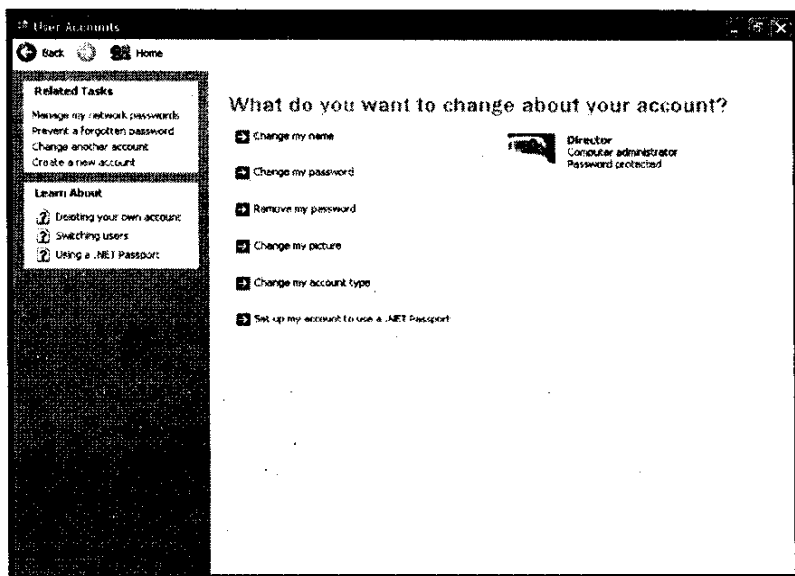 User Accounts
Back Home
Related Tasks
Manage my network passwords
Prevent a forgotten password
Change another account
Create a new account
Learn About
Deleting your own account
Switching users
Using a .NET Passport
What do you want to change about your account?
Change my name
Change my password
Remove my password
Change my picture
Change my account type
Set up my account to use a .NET Passport
Director
Computer administrator
Password protected